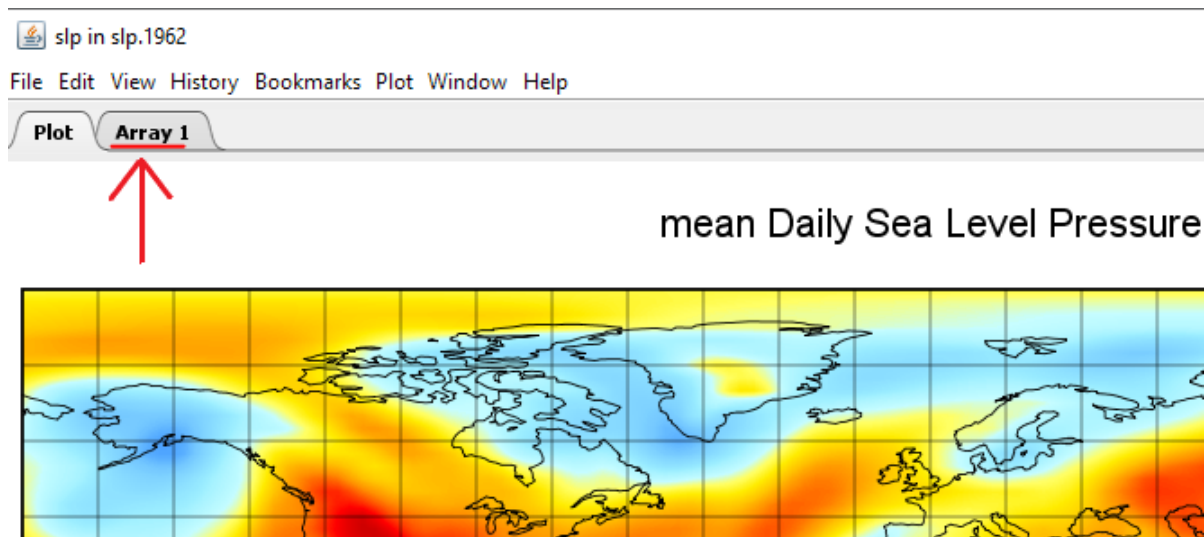 slp in slp.1962
File Edit View History Bookmarks Plot Window Help
Plot Array 1
mean Daily Sea Level Pressure